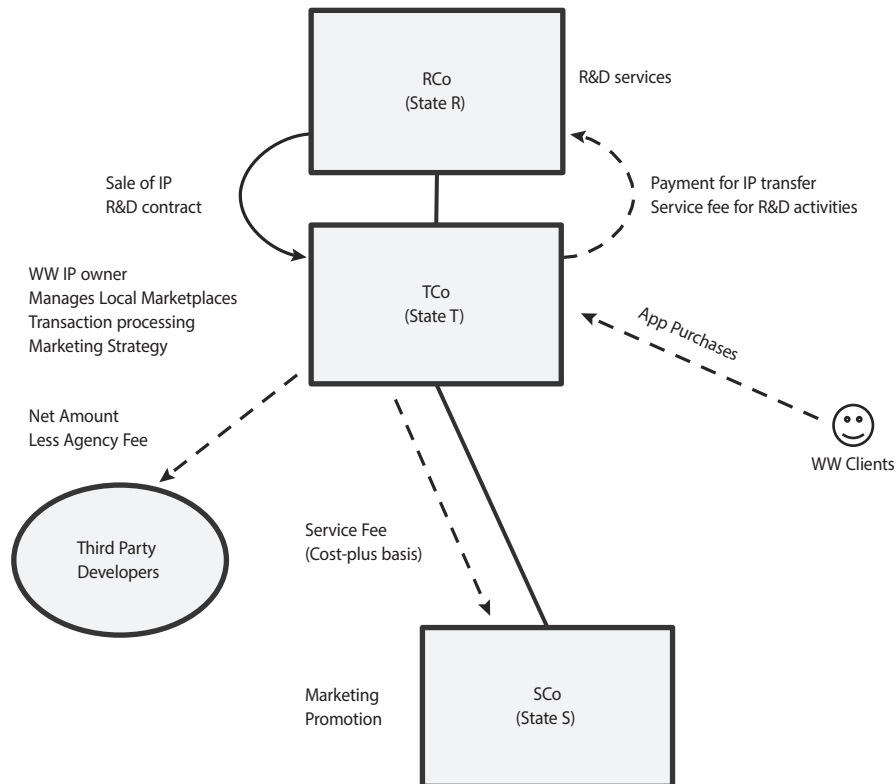 RCo
(State R)
R&D services
Sale of IP
R&D contract
Payment for IP transfer
Service fee for R&D activities
WW IP owner
Manages Local Marketplaces
Transaction processing
Marketing Strategy
TCo
(State T)
App Purchases
WW Clients
Net Amount
Less Agency Fee
Third Party
Developers
Service Fee
(Cost-plus basis)
Marketing
Promotion
SCo
(State S)